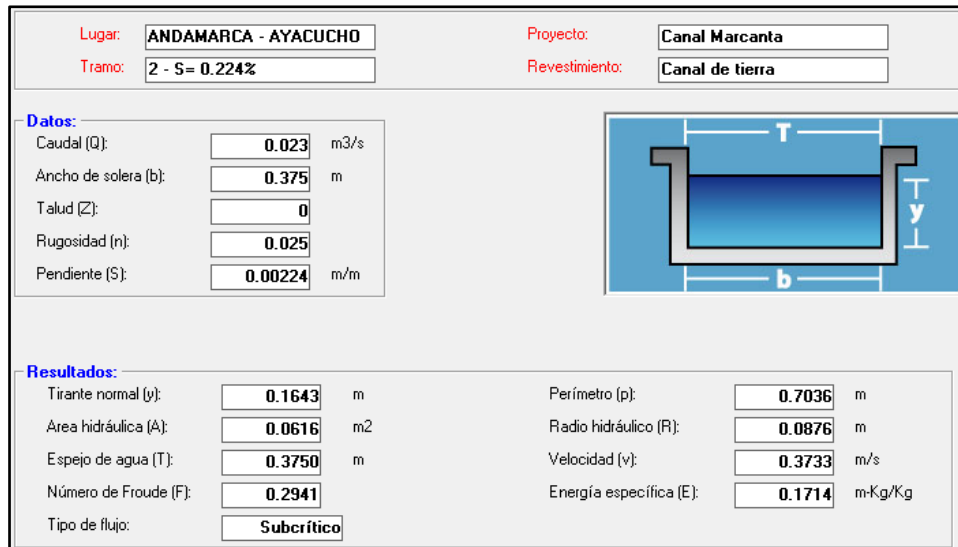 Lugar: ANDAMARCA - AYACUCHO Proyecto: Canal Marcanta
Tramo: 2 - S= 0.224% Revestimiento: Canal de tierra
Datos:
Caudal (Q): 0.023 m3/s
Ancho de solera (b): 0.375 m
Talud (Z): 0
Rugosidad (n): 0.025
Pendiente (S): 0.00224 m/m
T
y
b
Resultados:
Tirante normal (y): 0.1643 m Perímetro (p): 0.7036 m
Area hidráulica (A): 0.0616 m2 Radio hidráulico (R): 0.0876 m
Espejo de agua (T): 0.3750 m Velocidad (v): 0.3733 m/s
Número de Froude (F): 0.2941 Energía específica (E): 0.1714 m-Kg/Kg
Tipo de flujo: Subcrítico